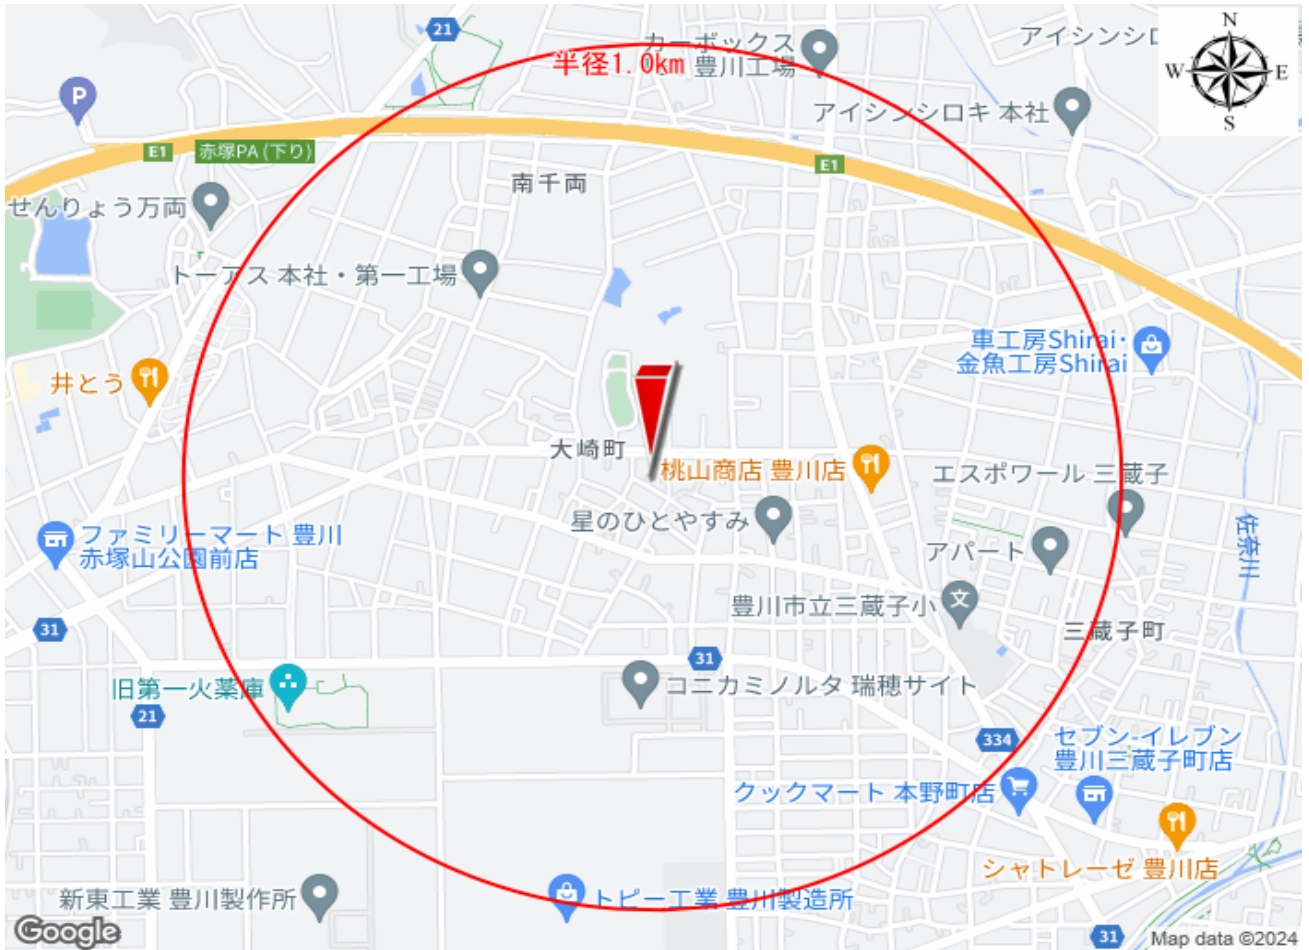 N
W
E
S
21
カーボックス
豊川工場
半径1.0km
アイシンシロ
P
アイシンシロキ 本社
E1
赤塚PA (下り)
E1
南千両
せんりょう万両
トーアス 本社・第一工場
車工房Shirai・
金魚工房Shirai
井とう
大崎町
桃山商店 豊川店
エスポワール 三蔵子
星のひとやすみ
ファミリーマート 豊川
赤塚山公園前店
アパート
佐奈川
豊川市立三蔵子小
文
31
三蔵子町
31
旧第一火薬庫
コニカミノルタ 瑞穂サイト
21
334
セブン-イレブン
豊川三蔵子町店
クックマート 本野町店
シャトレーゼ 豊川店
新東工業 豊川製作所
トピー工業 豊川製造所
Google
31
Map data ©2024